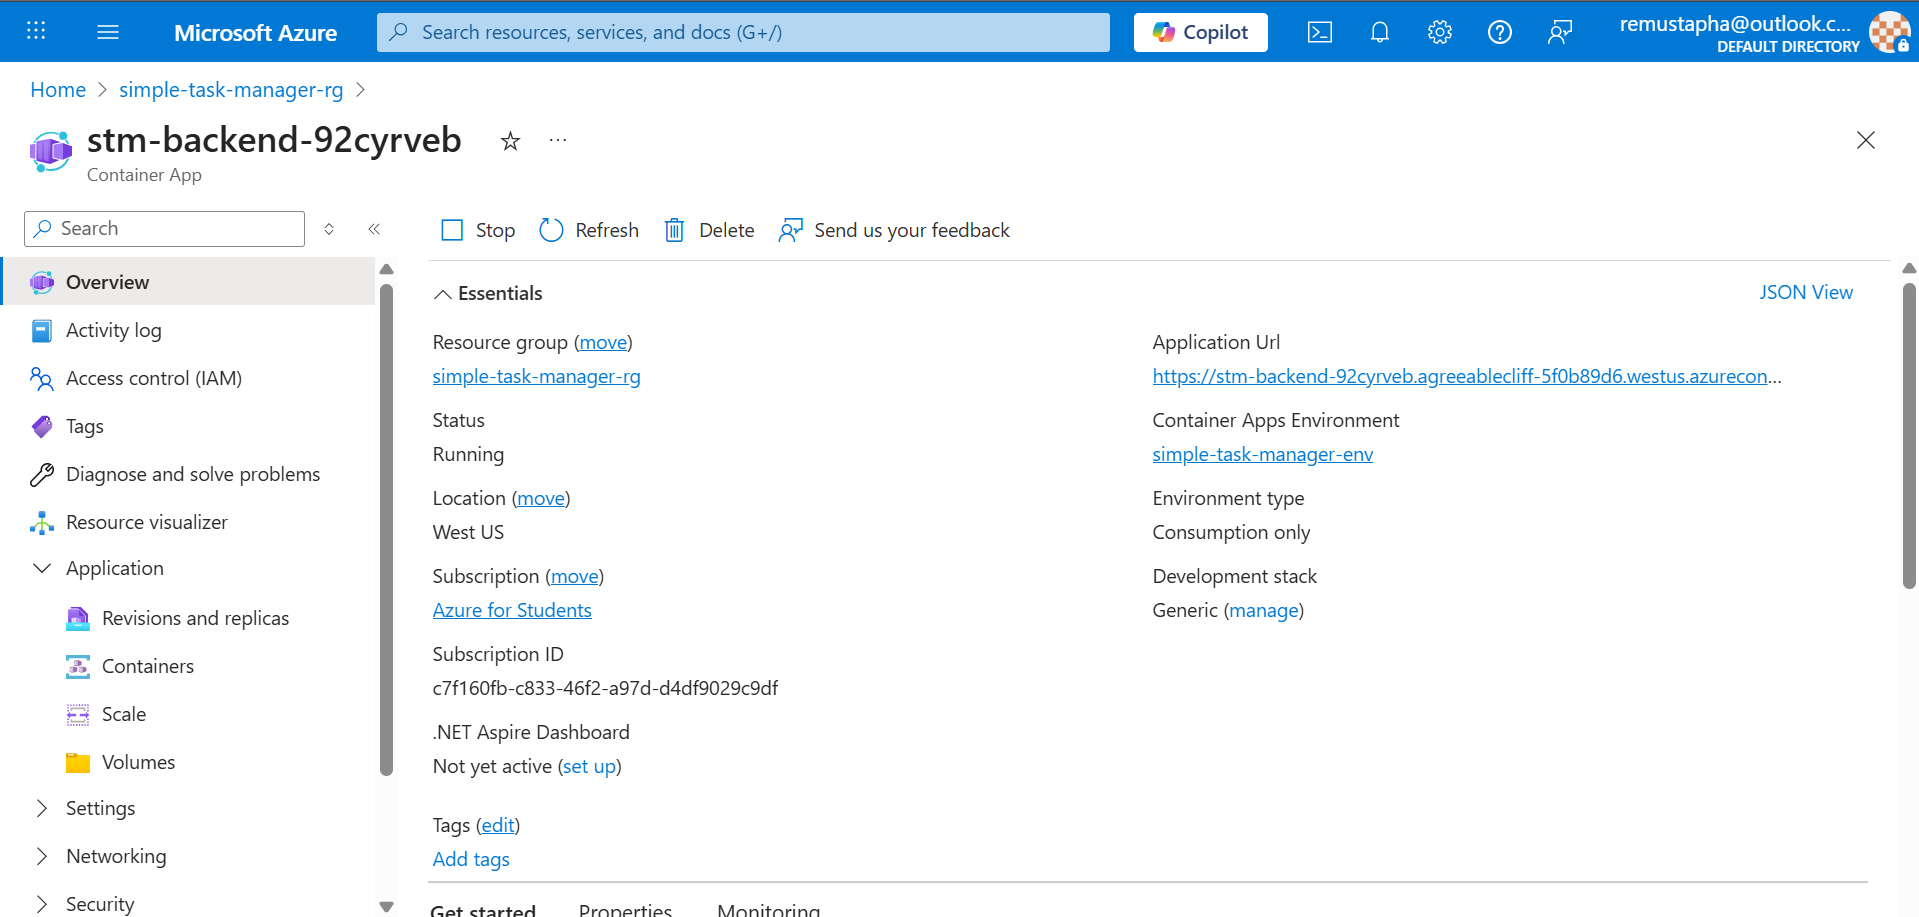 Microsoft Azure
Search resources, services, and docs (G+/)
Copilot
remustapha@outlook.c...
DEFAULT DIRECTORY
Home > simple-task-manager-rg >
stm-backend-92cyrveb
Container App
Search
Stop
Refresh
Delete
Send us your feedback
Overview
Activity log
Access control (IAM)
Tags
Diagnose and solve problems
Resource visualizer
Application
Revisions and replicas
Containers
Scale
Volumes
Settings
Networking
Security
Essentials
JSON View
Resource group (move)
simple-task-manager-rg
Status
Running
Location (move)
West US
Subscription (move)
Azure for Students
Subscription ID
c7f160fb-c833-46f2-a97d-d4df9029c9df
.NET Aspire Dashboard
Not yet active (set up)
Application Url
https://stm-backend-92cyrveb.agreeablecliff-5f0b89d6.westus.azurecon...
Container Apps Environment
simple-task-manager-env
Environment type
Consumption only
Development stack
Generic (manage)
Tags (edit)
Add tags
Get started
Properties
Monitoring